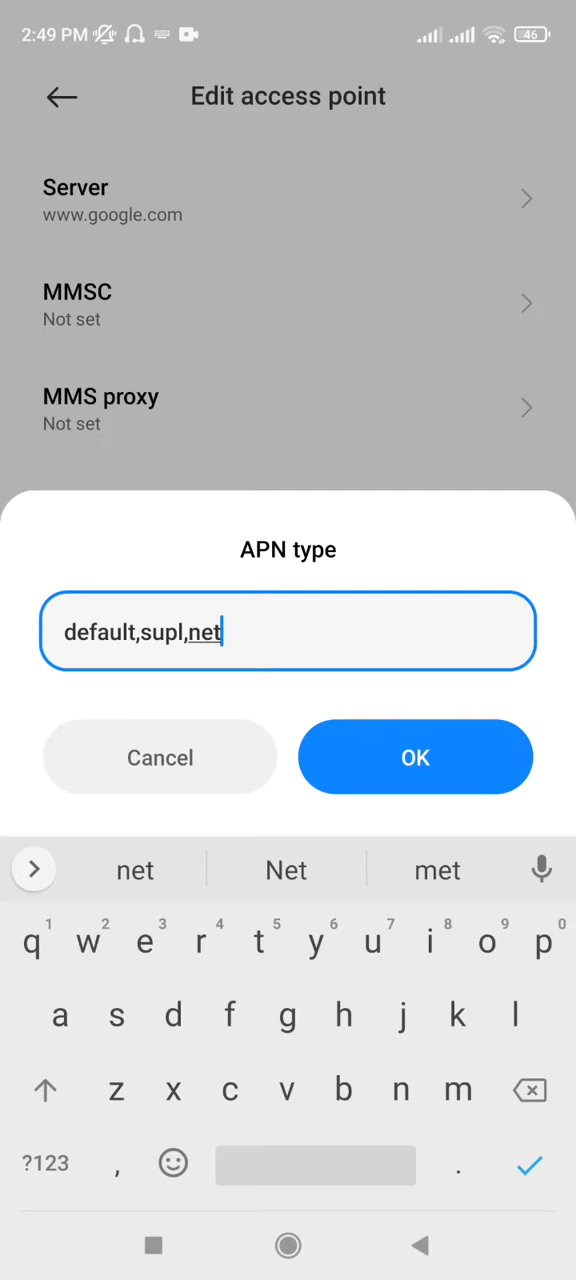 2:49 PM
46
Edit access point
Server
www.google.com
MMSC
Not set
MMS proxy
Not set
APN type
default,supl,net
Cancel OK
net Net met
1 2 3 4 5 6 7 8 9 0
q w e r t y u i o p
a s d f g h j k l
z x c v b n m
?123 , .